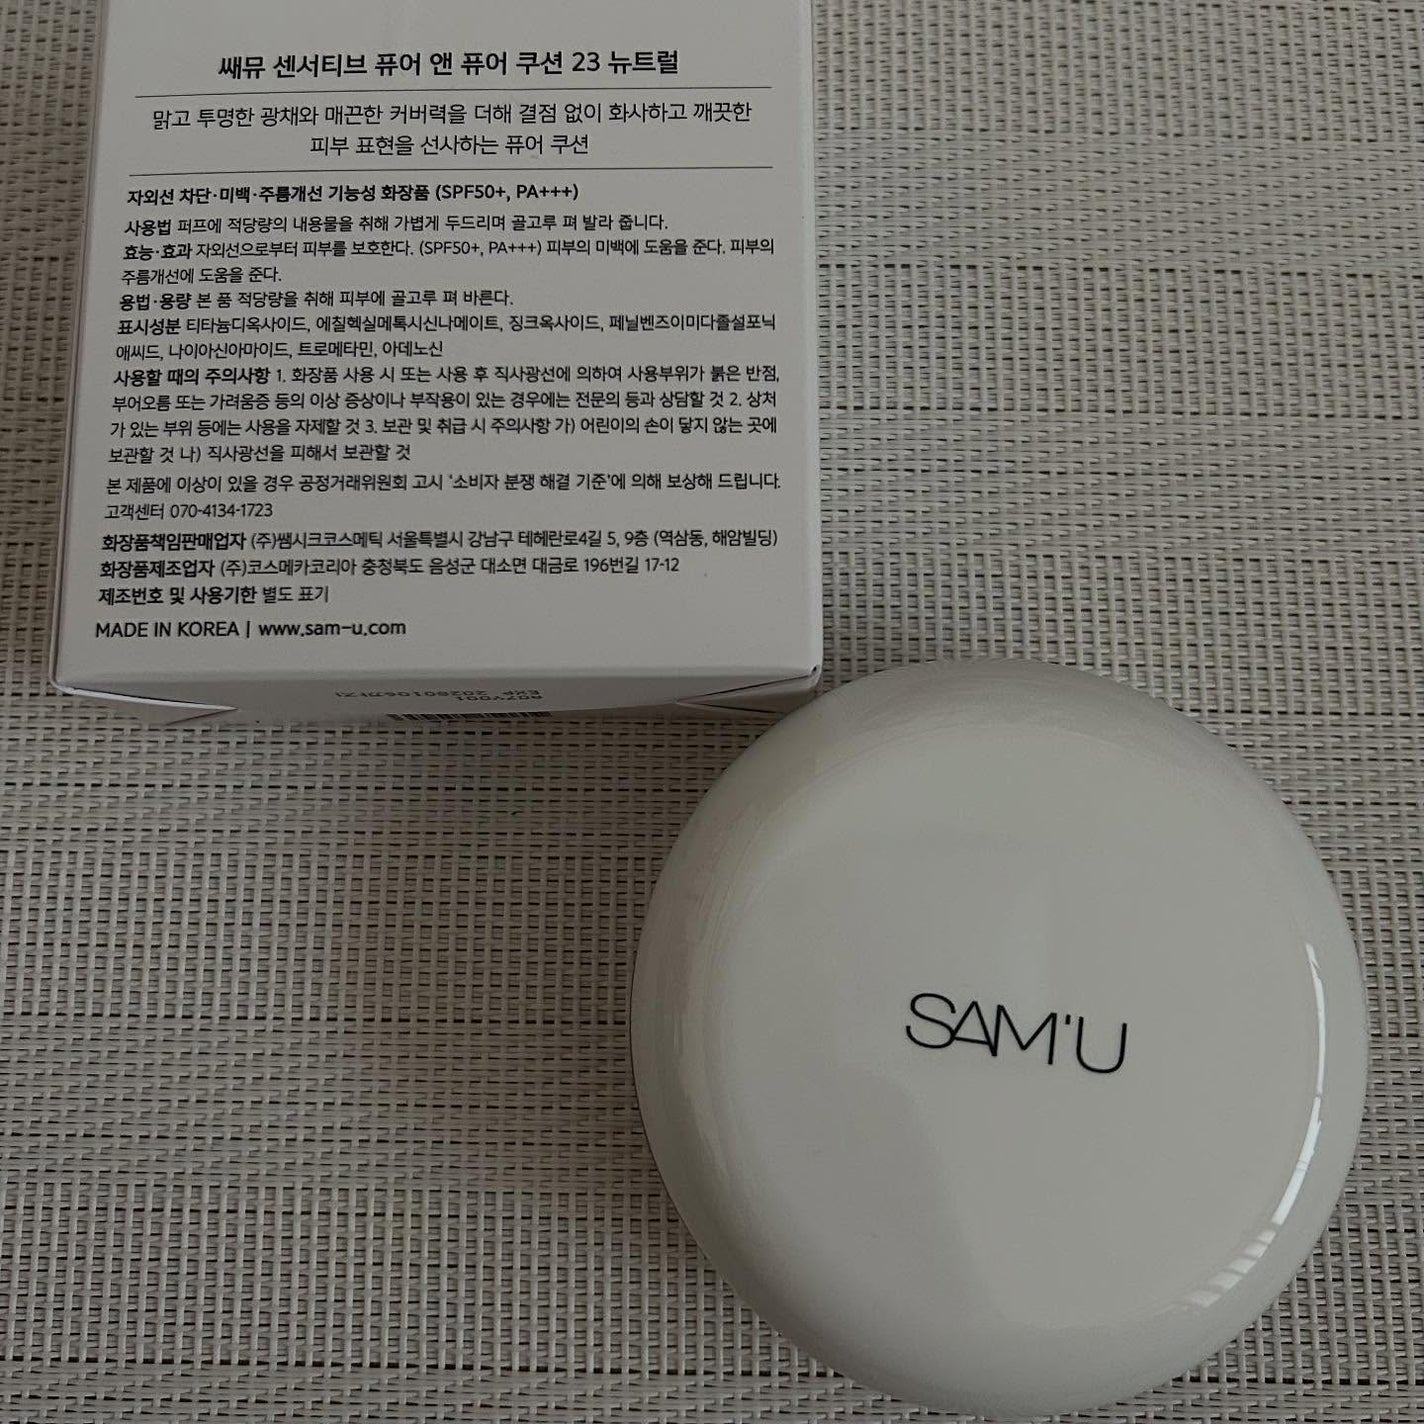 쌔뮤 센서티브 퓨어 앤 퓨어 쿠션 23 뉴트럴
맑고 투명한 광채와 매끈한 커버력을 더해 결점 없이 화사하고 깨끗한
피부 표현을 선사하는 퓨어 쿠션
자외선 차단·미백·주름개선 기능성 화장품 (SPF50+, PA+++)
사용법 퍼프에 적당량의 내용물을 취해 가볍게 두드리며 골고루 펴 발라 줍니다.
효능·효과 자외선으로부터 피부를 보호한다. (SPF50+, PA+++) 피부의 미백에 도움을 준다. 피부의
주름개선에 도움을 준다.
용법·용량 본 품 적당량을 취해 피부에 골고루 펴 바른다.
표시성분 티타늄디옥사이드, 에칠헥실메톡시신나메이트, 징크옥사이드, 페닐벤즈이미다졸설포닉
애씨드, 나이아신아마이드, 트로메타민, 아데노신
사용할 때의 주의사항 1. 화장품 사용 시 또는 사용 후 직사광선에 의하여 사용부위가 붉은 반점,
부어오름 또는 가려움증 등의 이상 증상이나 부작용이 있는 경우에는 전문의 등과 상담할 것 2. 상처
가 있는 부위 등에는 사용을 자제할 것 3. 보관 및 취급 시 주의사항 가) 어린이의 손이 닿지 않는 곳에
보관할 것 나) 직사광선을 피해서 보관할 것
본 제품에 이상이 있을 경우 공정거래위원회 고시 '소비자 분쟁 해결 기준'에 의해 보상해 드립니다.
고객센터 070-4134-1723
화장품책임판매업자 (주)쌤시크코스메틱 서울특별시 강남구 테헤란로4길 5, 9층 (역삼동, 해암빌딩)
화장품제조업자 (주)코스메카코리아 충청북도 음성군 대소면 대금로 196번길 17-12
제조번호 및 사용기한 별도 표기
MADE IN KOREA | www.sam-u.com
EXP 20260106까지
SAM'U